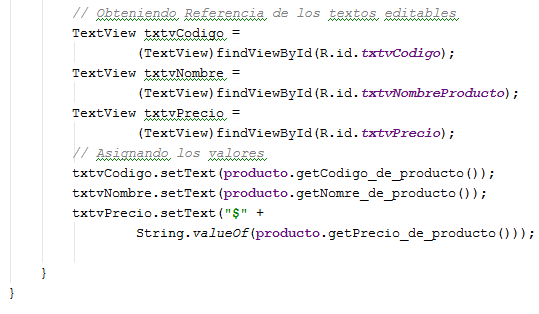 // Obteniendo Referencia de los textos editables
TextView txtvCodigo =
(TextView)findViewById(R.id.txtvCodigo);
TextView txtvNombre =
(TextView)findViewById(R.id.txtvNombreProducto);
TextView txtvPrecio =
(TextView)findViewById(R.id.txtvPrecio);
// Asignando los valores
txtvCodigo.setText(producto.getCodigo_de_producto());
txtvNombre.setText(producto.getNomre_de_producto());
txtvPrecio.setText("$" +
String.valueOf(producto.getPrecio_de_producto()));
}
}